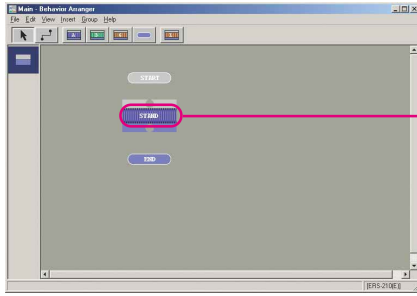 Main - Behavior Arranger
File Edit View Insert Group Help
A
START
STAND
END
[ERS-210(E)]